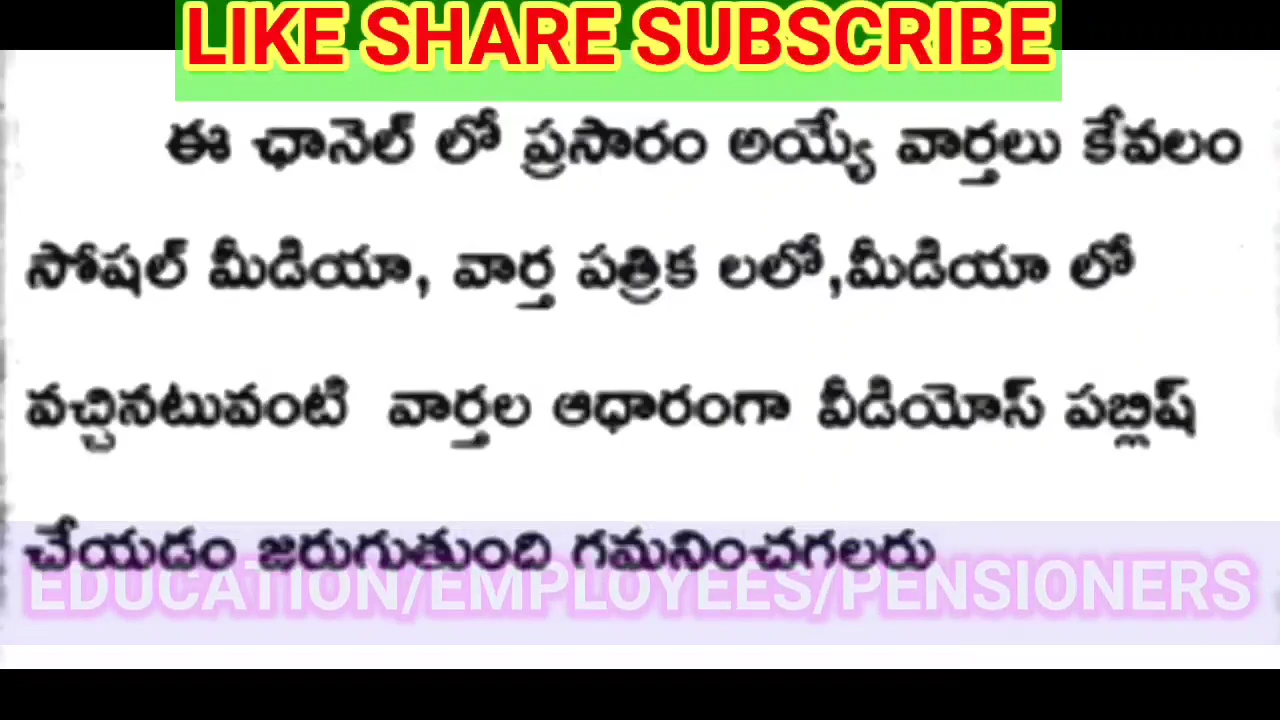 LIKE SHARE SUBSCRIBE
ఈ ఛానెల్ లో ప్రసారం అయ్యే వార్తలు కేవలం
సోషల్ మీడియా, వార్త పత్రిక లలో,మీడియా లో
వచ్చినటువంటి వార్తల ఆధారంగా వీడియోస్ పబ్లిష్
చేయడం జరుగుతుంది గమనించగలరు
EDUCATION/EMPLOYEES/PENSIONERS